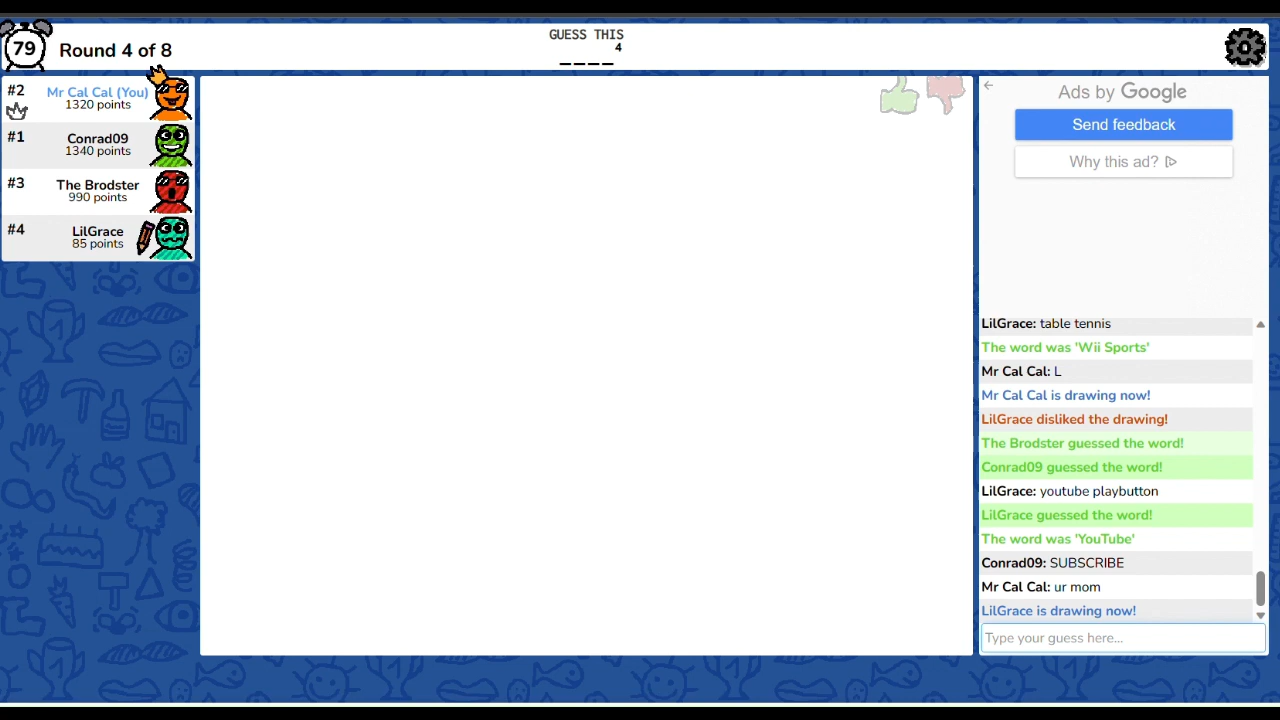 79
Round 4 of 8
GUESS THIS
4
____
#2
Mr Cal Cal (You)
1320 points
#1
Conrad09
1340 points
#3
The Brodster
990 points
#4
LilGrace
85 points
Ads by Google
Send feedback
Why this ad?
LilGrace: table tennis
The word was 'Wii Sports'
Mr Cal Cal: L
Mr Cal Cal is drawing now!
LilGrace disliked the drawing!
The Brodster guessed the word!
Conrad09 guessed the word!
LilGrace: youtube playbutton
LilGrace guessed the word!
The word was 'YouTube'
Conrad09: SUBSCRIBE
Mr Cal Cal: ur mom
LilGrace is drawing now!
Type your guess here...